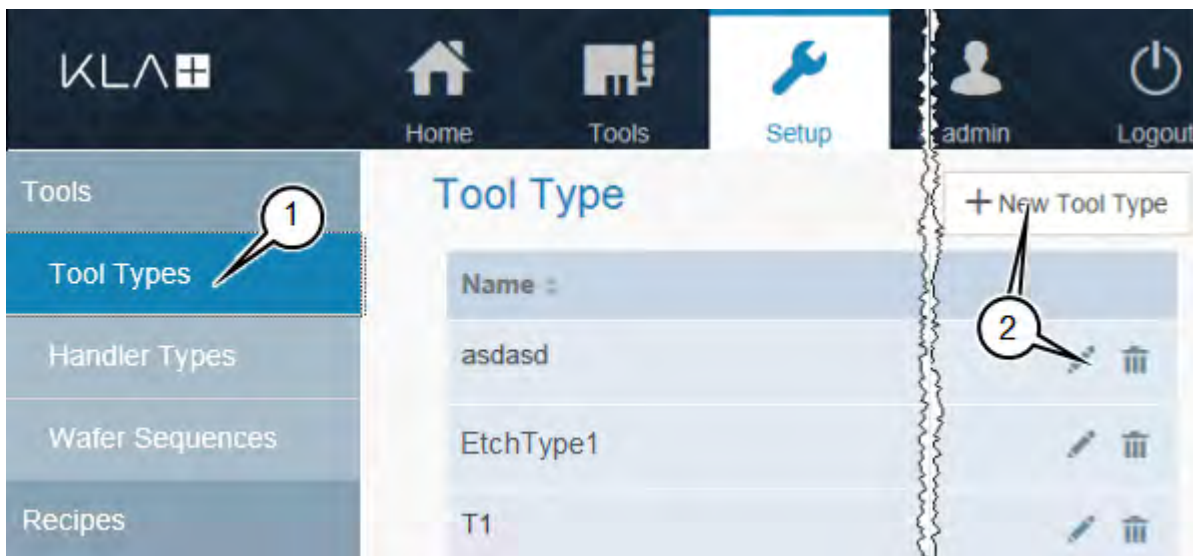 KLA+
Home
Tools
Setup
admin
Logout
Tools
1
Tool Types
Handler Types
Wafer Sequences
Recipes
Tool Type
+ New Tool Type
Name
2
asdasd
EtchType1
T1